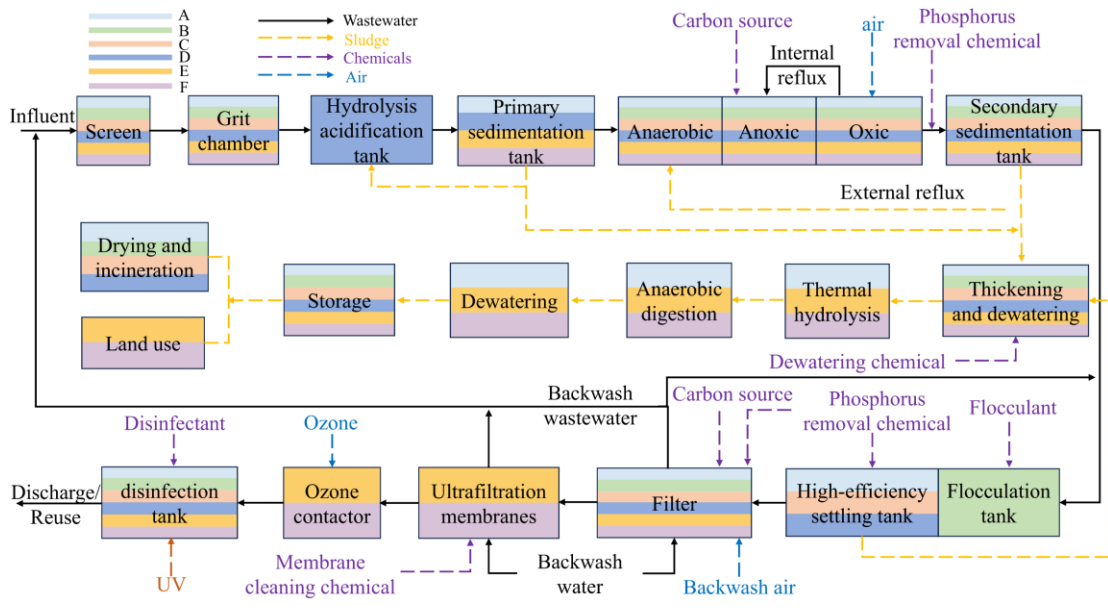 A
B
C
D
E
F
Wastewater
Sludge
Chemicals
Air
Carbon source
Internal
reflux
air
Phosphorus
removal chemical
Influent
Screen
Grit
chamber
Hydrolysis
acidification
tank
Primary
sedimentation
tank
Anaerobic
Anoxic
Oxic
Secondary
sedimentation
tank
External reflux
Drying and
incineration
Land use
Storage
Dewatering
Anaerobic
digestion
Thermal
hydrolysis
Thickening
and dewatering
Dewatering chemical
Backwash
wastewater
Carbon source
Phosphorus
removal chemical
Flocculant
Disinfectant
Ozone
Discharge/
Reuse
disinfection
tank
Ozone
contactor
Ultrafiltration
membranes
Filter
High-efficiency
settling tank
Flocculation
tank
UV
Membrane
cleaning chemical
Backwash
water
Backwash air